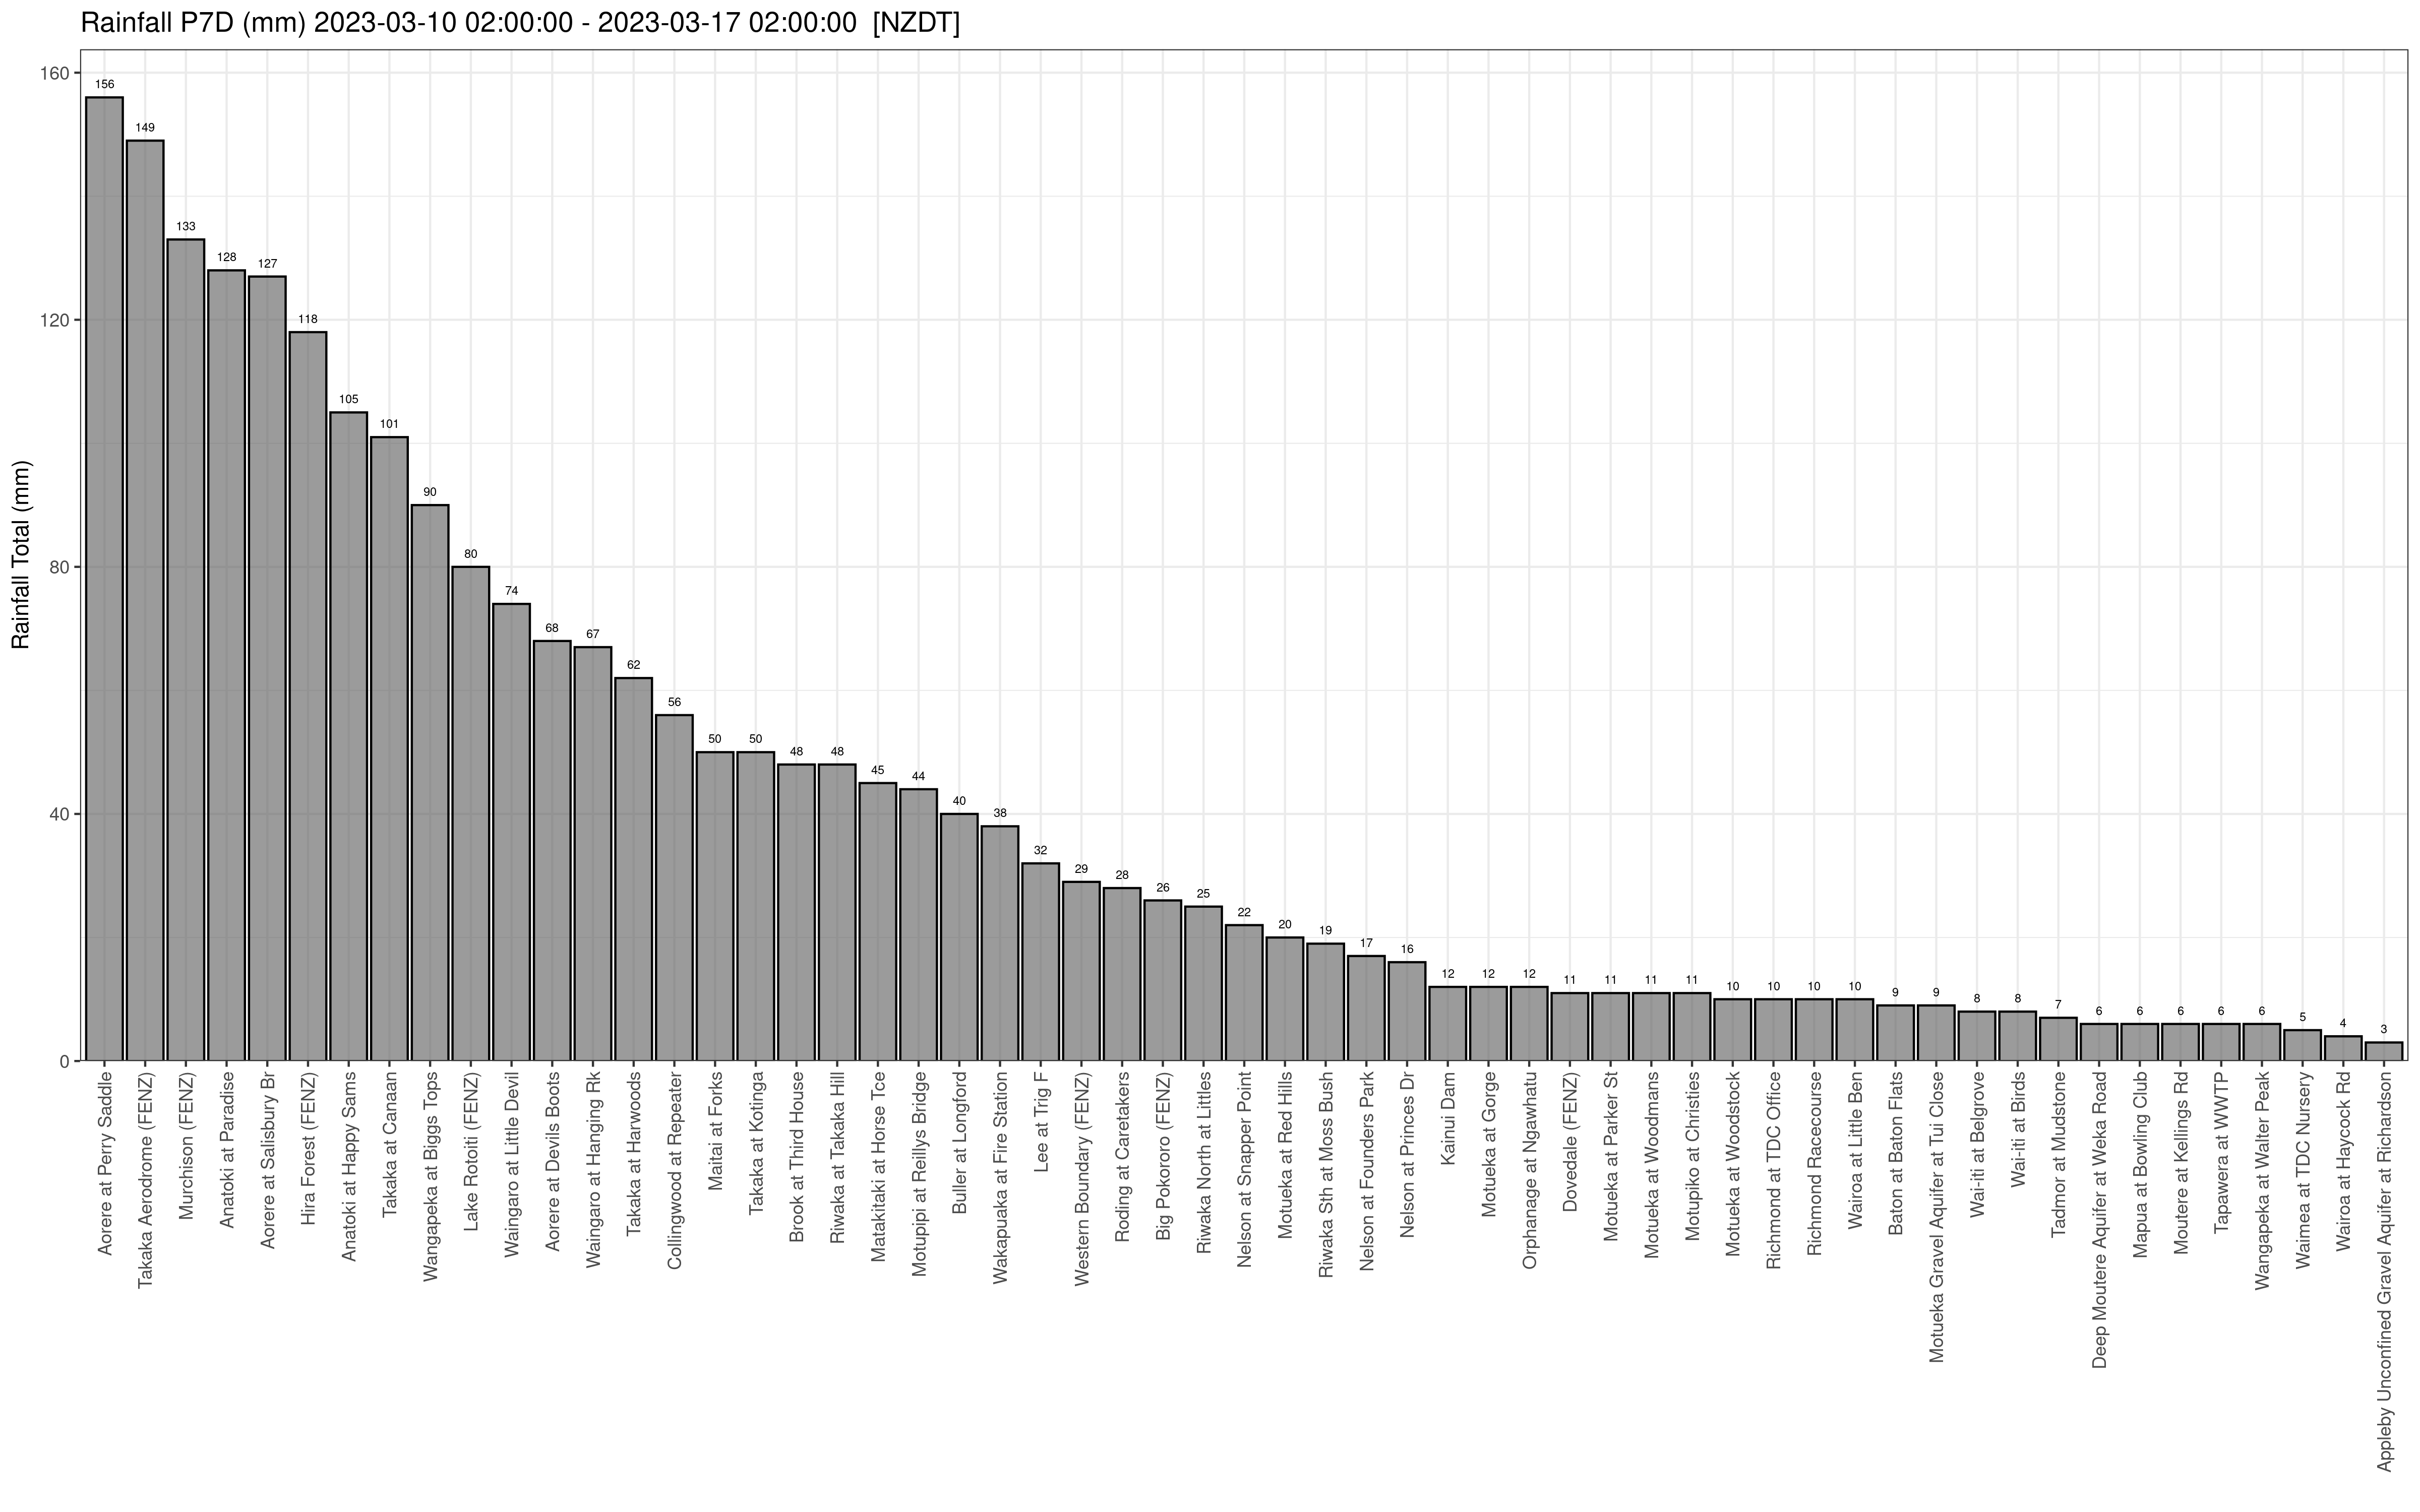 Rainfall P7D (mm) 2023-03-10 02:00:00 - 2023-03-17 02:00:00 [NZDT]
Rainfall Total (mm)
160
120
80
40
0
156
149
133
128
127
118
105
101
90
80
74
68
67
62
56
50
50
48
48
45
44
40
38
32
29
28
26
25
22
20
19
17
16
12
12
12
11
11
11
11
10
10
10
10
9
9
8
8
7
6
6
6
6
6
5
4
3
Aorere at Perry Saddle
Takaka Aerodrome (FENZ)
Murchison (FENZ)
Anatoki at Paradise
Aorere at Salisbury Br
Hira Forest (FENZ)
Anatoki at Happy Sams
Takaka at Canaan
Wangapeka at Biggs Tops
Lake Rotoiti (FENZ)
Waingaro at Little Devil
Aorere at Devils Boots
Waingaro at Hanging Rk
Takaka at Harwoods
Collingwood at Repeater
Maitai at Forks
Takaka at Kotinga
Brook at Third House
Riwaka at Takaka Hill
Matakitaki at Horse Tce
Motupipi at Reillys Bridge
Buller at Longford
Wakapuaka at Fire Station
Lee at Trig F
Western Boundary (FENZ)
Roding at Caretakers
Big Pokororo (FENZ)
Riwaka North at Littles
Nelson at Snapper Point
Motueka at Red Hills
Riwaka Sth at Moss Bush
Nelson at Founders Park
Nelson at Princes Dr
Kainui Dam
Motueka at Gorge
Orphanage at Ngawhatu
Dovedale (FENZ)
Motueka at Parker St
Motueka at Woodmans
Motupiko at Christies
Motueka at Woodstock
Richmond at TDC Office
Richmond Racecourse
Wairoa at Little Ben
Baton at Baton Flats
Motueka Gravel Aquifer at Tui Close
Wai-iti at Belgrove
Wai-iti at Birds
Tadmor at Mudstone
Deep Moutere Aquifer at Weka Road
Mapua at Bowling Club
Moutere at Kellings Rd
Tapawera at WWTP
Wangapeka at Walter Peak
Waimea at TDC Nursery
Wairoa at Haycock Rd
Appleby Unconfined Gravel Aquifer at Richardson